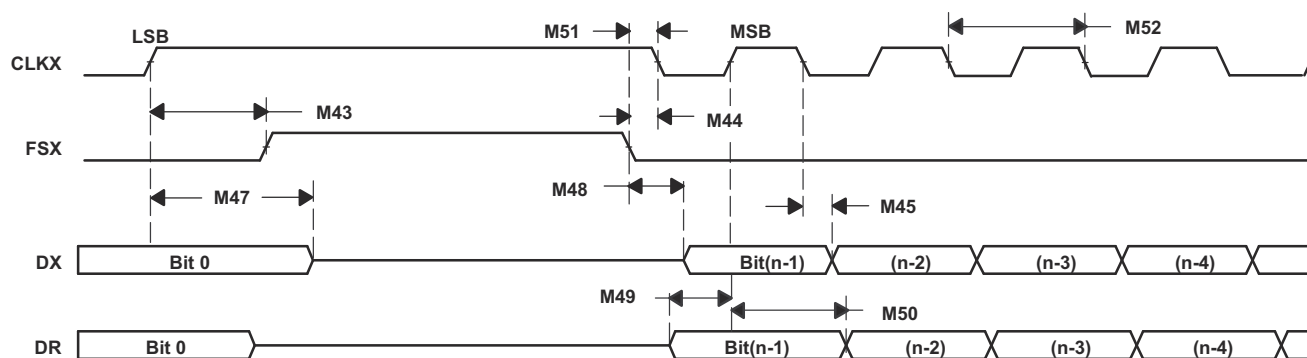 LSB M51 MSB M52
CLKX
M43 M44
FSX
M47 M48 M45
DX Bit 0 Bit(n-1) (n-2) (n-3) (n-4)
M49 M50
DR Bit 0 Bit(n-1) (n-2) (n-3) (n-4)